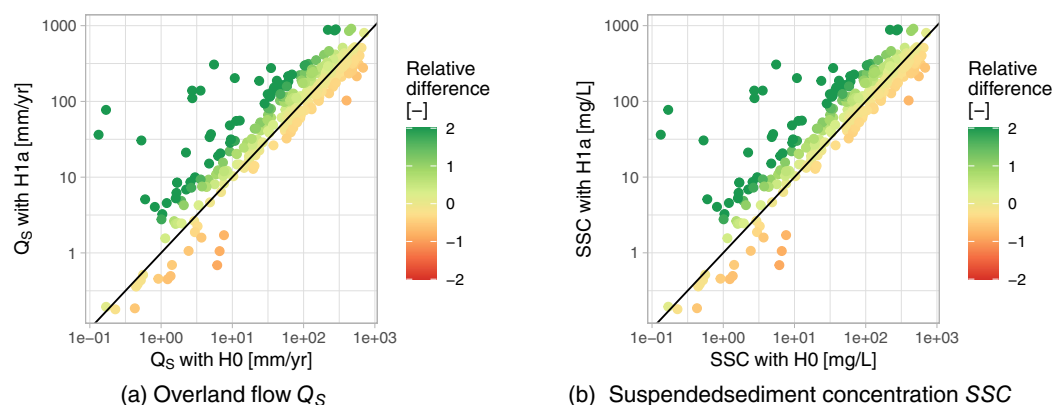 1000
100
10
1
Q_S with H1a [mm/yr]
1e−01 1e+00 1e+01 1e+02 1e+03
Q_S with H0 [mm/yr]
Relative
difference
[−]
2
1
0
−1
−2
(a) Overland flow Q_S
1000
100
10
1
SSC with H1a [mg/L]
1e−01 1e+00 1e+01 1e+02 1e+03
SSC with H0 [mg/L]
Relative
difference
[−]
2
1
0
−1
−2
(b) Suspendedsediment concentration SSC